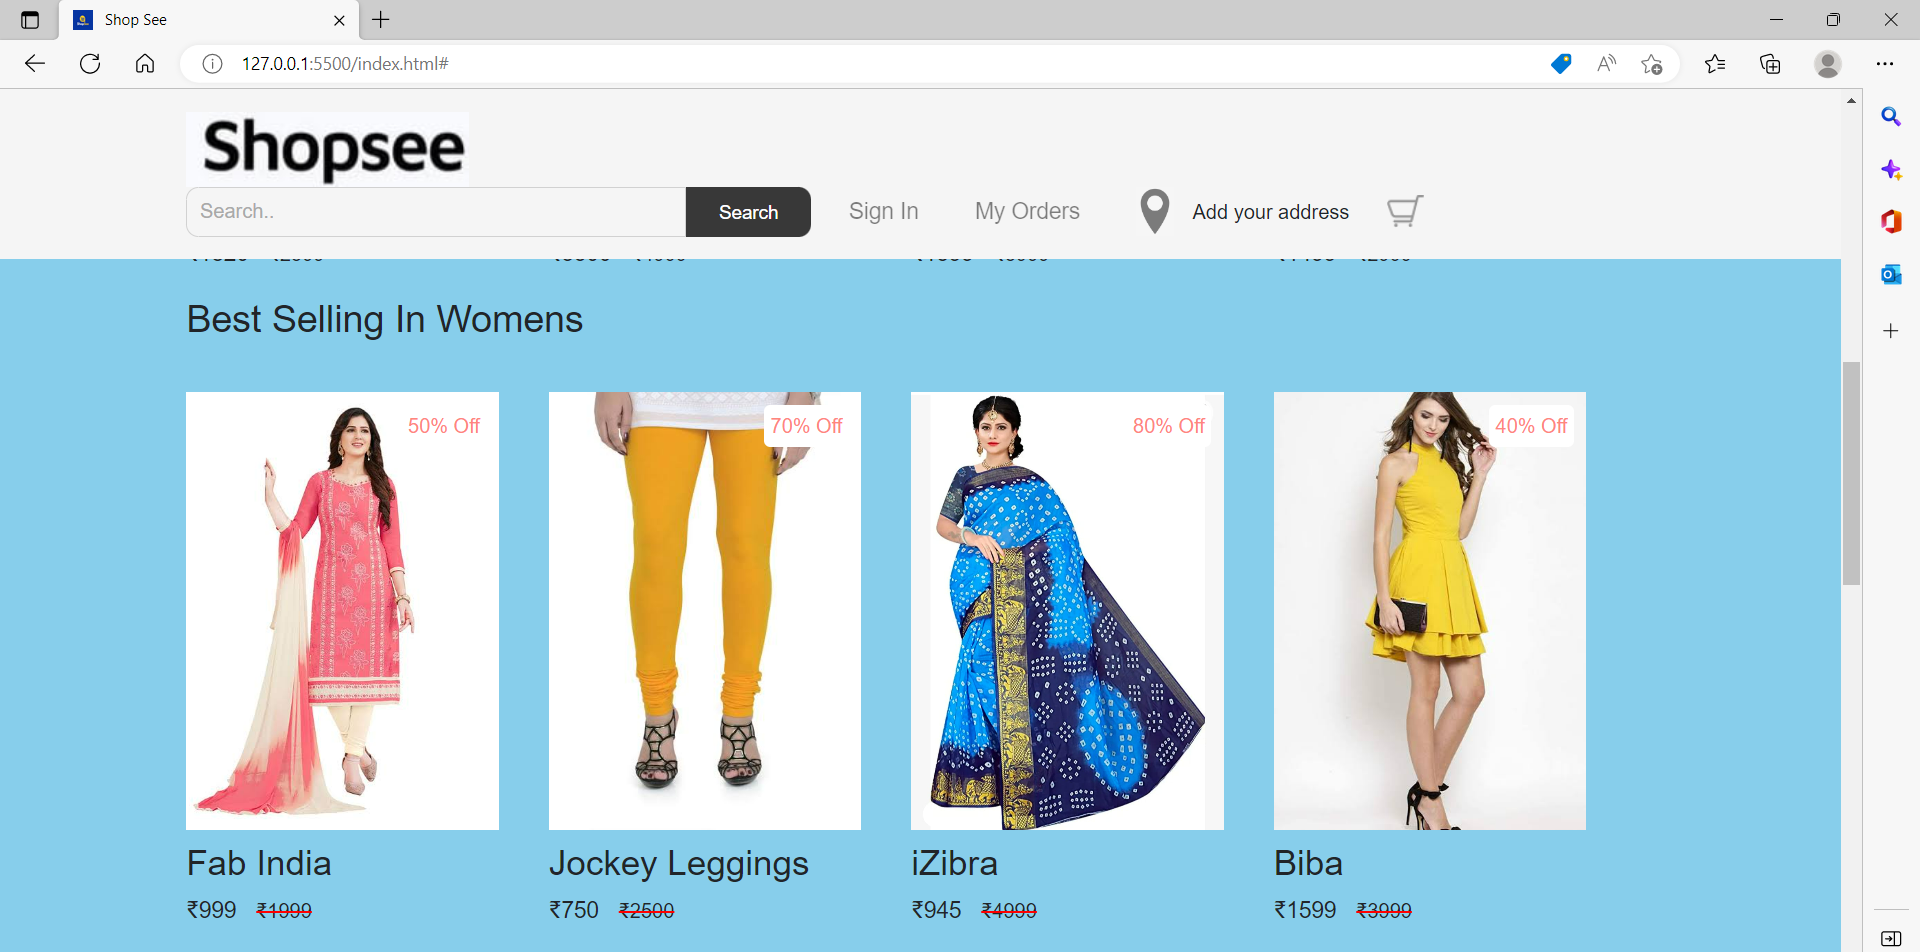 Shop See
127.0.0.1:5500/index.html#
Shopsee
Search..
Search
Sign In
My Orders
Add your address
Best Selling In Womens
50% Off
70% Off
80% Off
40% Off
Fab India
Jockey Leggings
iZibra
Biba
₹999 ₹1999
₹750 ₹2500
₹945 ₹4999
₹1599 ₹3999